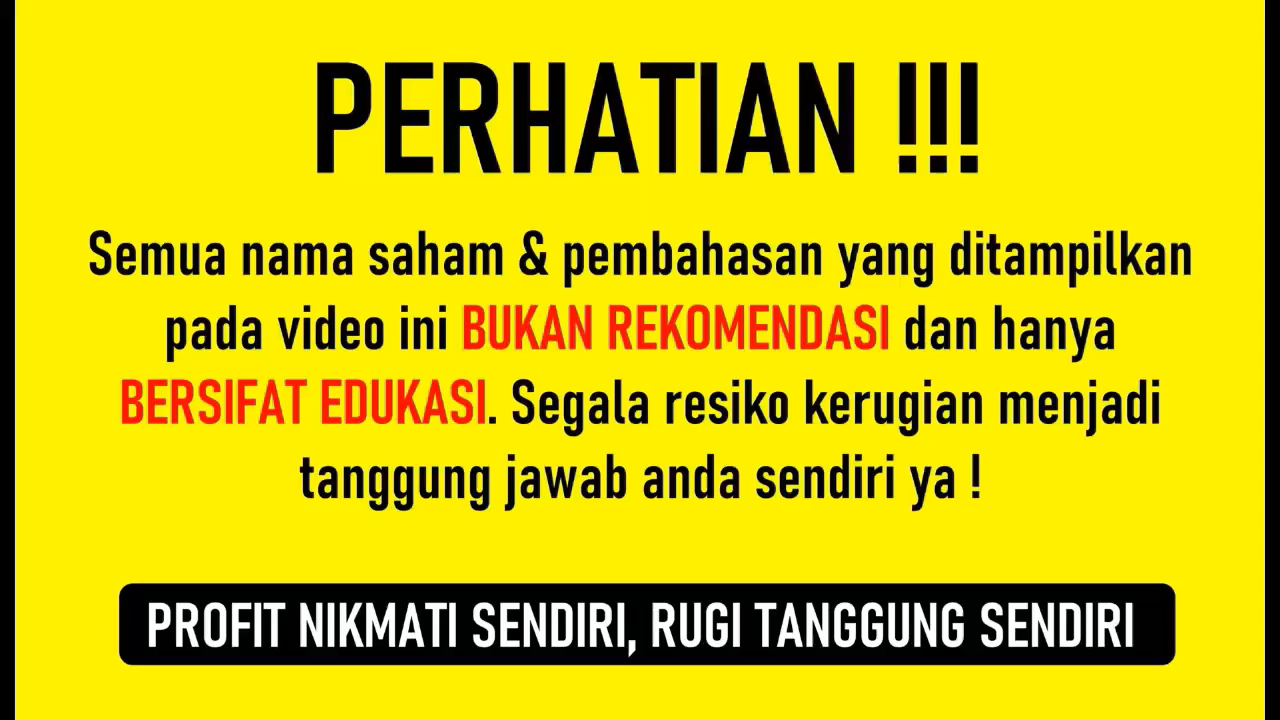 PERHATIAN !!!
Semua nama saham & pembahasan yang ditampilkan
pada video ini BUKAN REKOMENDASI dan hanya
BERSIFAT EDUKASI. Segala resiko kerugian menjadi
tanggung jawab anda sendiri ya !
PROFIT NIKMATI SENDIRI, RUGI TANGGUNG SENDIRI